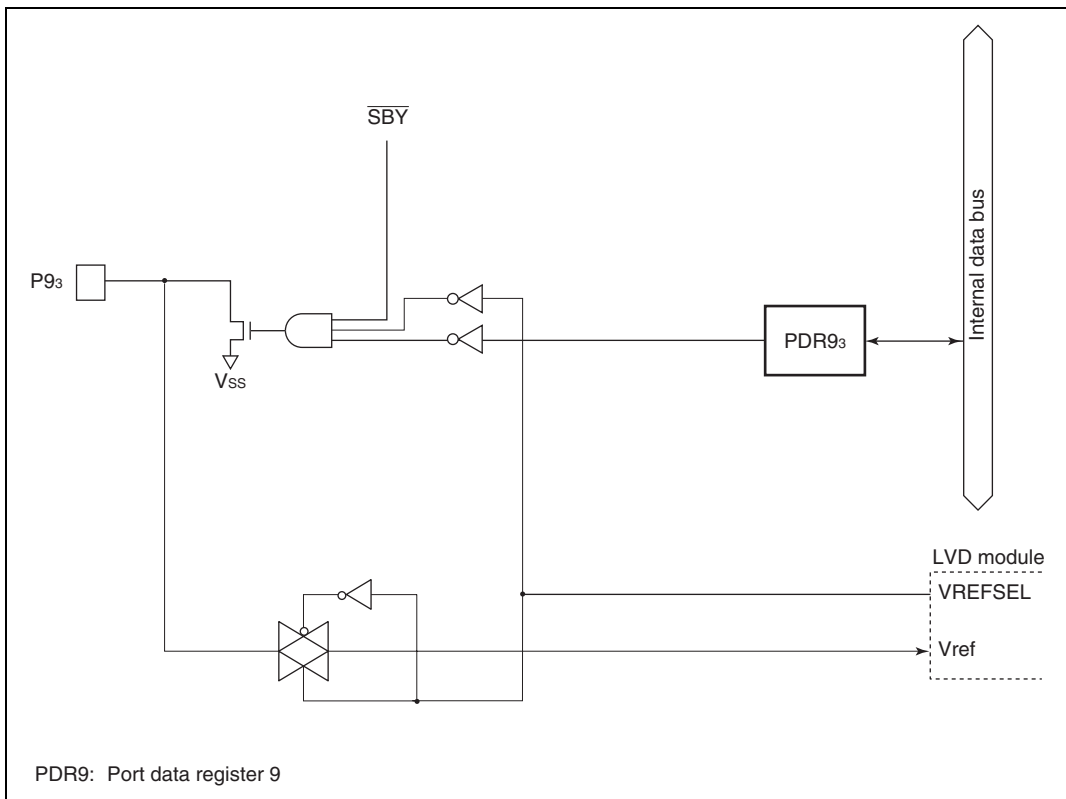 SBY
P93
VSS
PDR93
Internal data bus
LVD module
VREFSEL
Vref
PDR9: Port data register 9